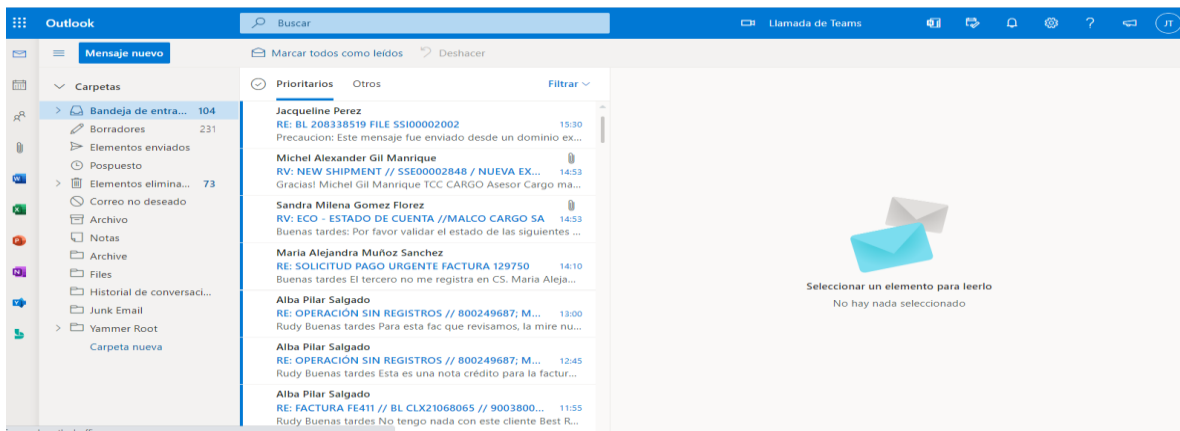 Outlook
Buscar
Llamada de Teams
JT
Mensaje nuevo
Marcar todos como leídos
Deshacer
Carpetas
Bandeja de entra... 104
Borradores 231
Elementos enviados
Pospuesto
Elementos elimina... 73
Correo no deseado
Archivo
Notas
Archive
Files
Historial de conversaci...
Junk Email
Yammer Root
Carpeta nueva
Prioritarios Otros Filtrar
Jacqueline Perez
RE: BL 208338519 FILE SSI00002002 15:30
Precaucion: Este mensaje fue enviado desde un dominio ex...
Michel Alexander Gil Manrique
RV: NEW SHIPMENT // SSE00002848 / NUEVA EX... 14:53
Gracias! Michel Gil Manrique TCC CARGO Asesor Cargo ma...
Sandra Milena Gomez Florez
RV: ECO - ESTADO DE CUENTA //MALCO CARGO SA 14:53
Buenas tardes: Por favor validar el estado de las siguientes ...
Maria Alejandra Muñoz Sanchez
RE: SOLICITUD PAGO URGENTE FACTURA 129750 14:10
Buenas tardes El tercero no me registra en CS. Maria Aleja...
Alba Pilar Salgado
RE: OPERACIÓN SIN REGISTROS // 800249687; M... 13:00
Rudy Buenas tardes Para esta fac que revisamos, la mire nu...
Alba Pilar Salgado
RE: OPERACIÓN SIN REGISTROS // 800249687; M... 12:45
Rudy Buenas tardes Esta es una nota crédito para la factur...
Alba Pilar Salgado
RE: FACTURA FE411 // BL CLX21068065 // 9003800... 11:55
Rudy Buenas tardes No tengo nada con este cliente Best R...
Seleccionar un elemento para leerlo
No hay nada seleccionado